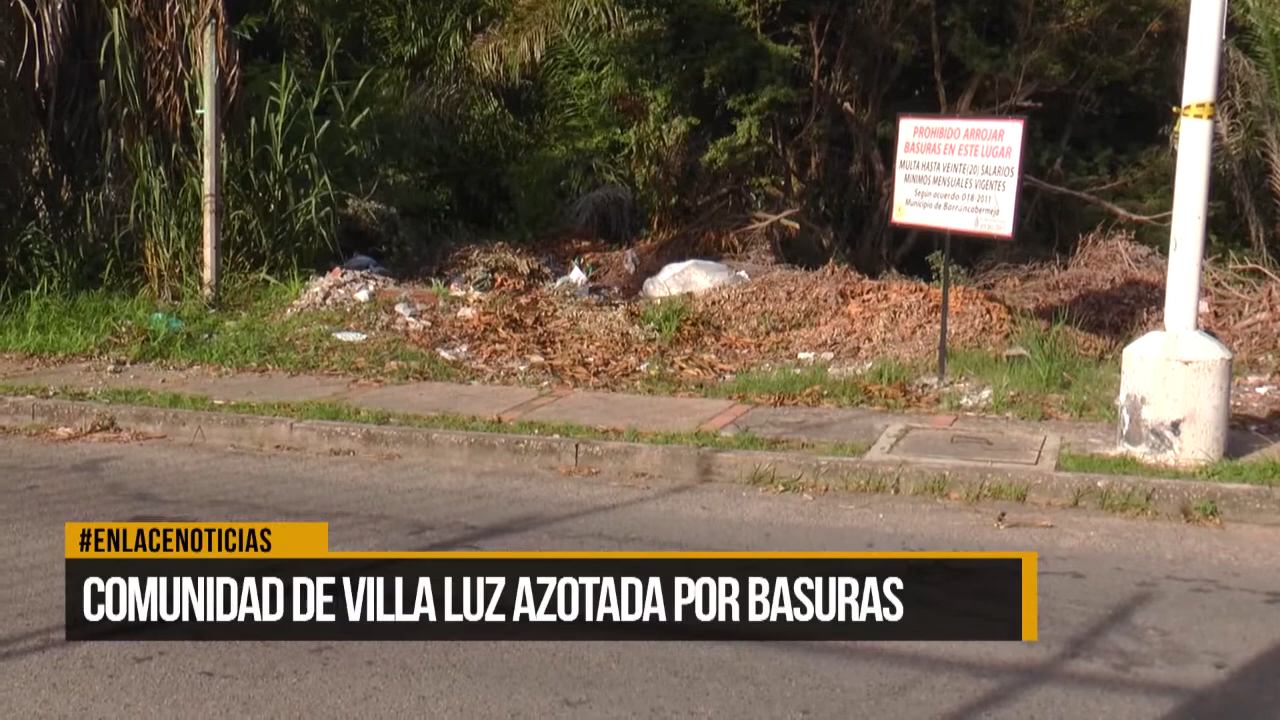 PROHIBIDO ARROJAR
BASURAS EN ESTE LUGAR
MULTA HASTA VEINTE (20) SALARIOS
MINIMOS MENSUALES VIGENTES
Según acuerdo 018-2011
Municipio de Barrancabermeja
#ENLACENOTICIAS
COMUNIDAD DE VILLA LUZ AZOTADA POR BASURAS